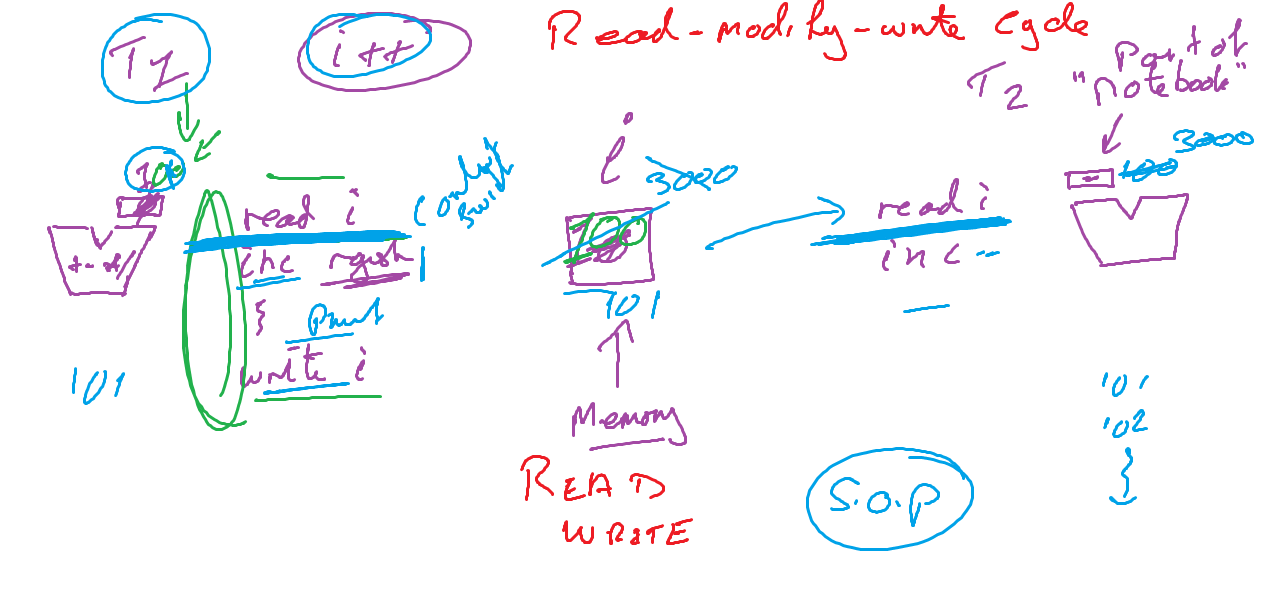 Read-modify-write cycle
T1
i++
T2
Part of
"notebook"
3000
100
100
i
3000
100
101
read i
context
switch
inc
print
write i
101
read i
inc
Memory
READ
WRITE
S.O.P
101
102